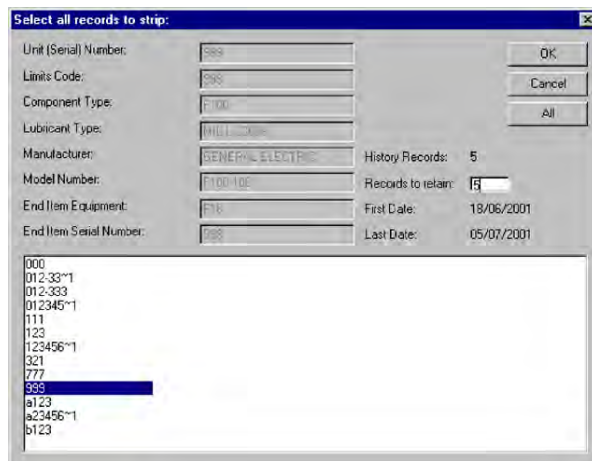 Select all records to strip:
Unit (Serial) Number: 999
OK
Limits Code: 999
Cancel
Component Type: F100
All
Lubricant Type:
Manufacturer: GENERAL ELECTRIC
History Records: 5
Model Number:
Records to retain: 5
End Item Equipment: F16
First Date: 18/06/2001
End Item Serial Number:
Last Date: 05/07/2001
000
012-33~1
012-333
012345~1
111
123
123456~1
321
777
999
a123
a23456~1
b123